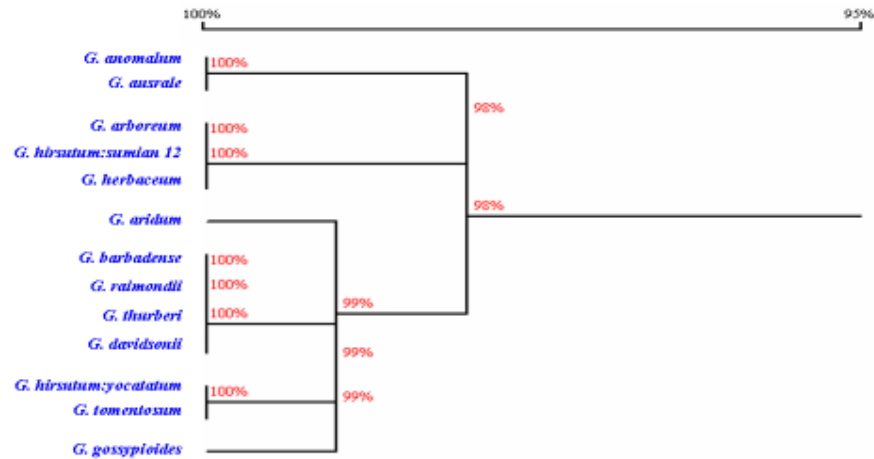 100% 95%
G. anomalum 100%
G. ausrale
98%
G. arboreum 100%
G. hirsutum:sumian 12 100%
G. herbaceum
98%
G. aridum
G. barbadense 100%
G. raimondii 100%
99%
G. thurberi 100%
G. davidsonii 99%
G. hirsutum:yocatatum 100% 99%
G. tomentosum
G. gossypioides